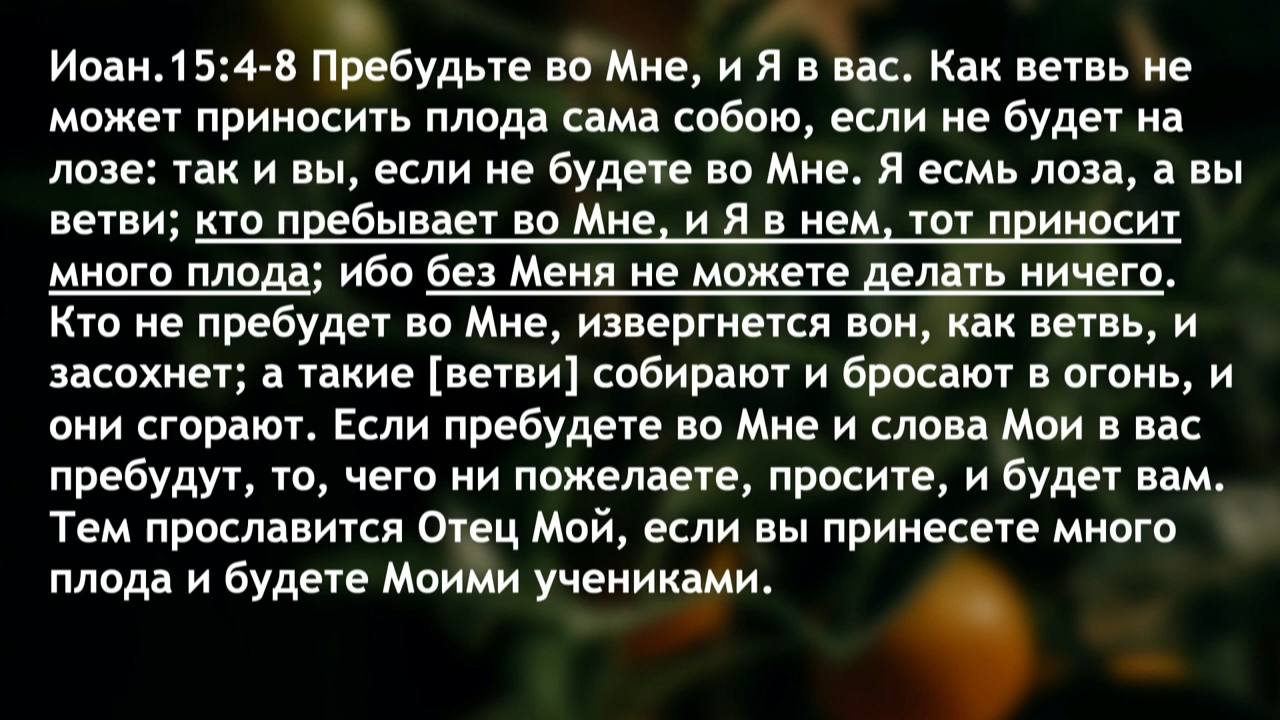 Иоан.15:4-8 Пребудьте во Мне, и Я в вас. Как ветвь не
может приносить плода сама собою, если не будет на
лозе: так и вы, если не будете во Мне. Я есмь лоза, а вы
ветви; кто пребывает во Мне, и Я в нем, тот приносит
много плода; ибо без Меня не можете делать ничего.
Кто не пребудет во Мне, извергнется вон, как ветвь, и
засохнет; а такие [ветви] собирают и бросают в огонь, и
они сгорают. Если пребудете во Мне и слова Мои в вас
пребудут, то, чего ни пожелаете, просите, и будет вам.
Тем прославится Отец Мой, если вы принесете много
плода и будете Моими учениками.